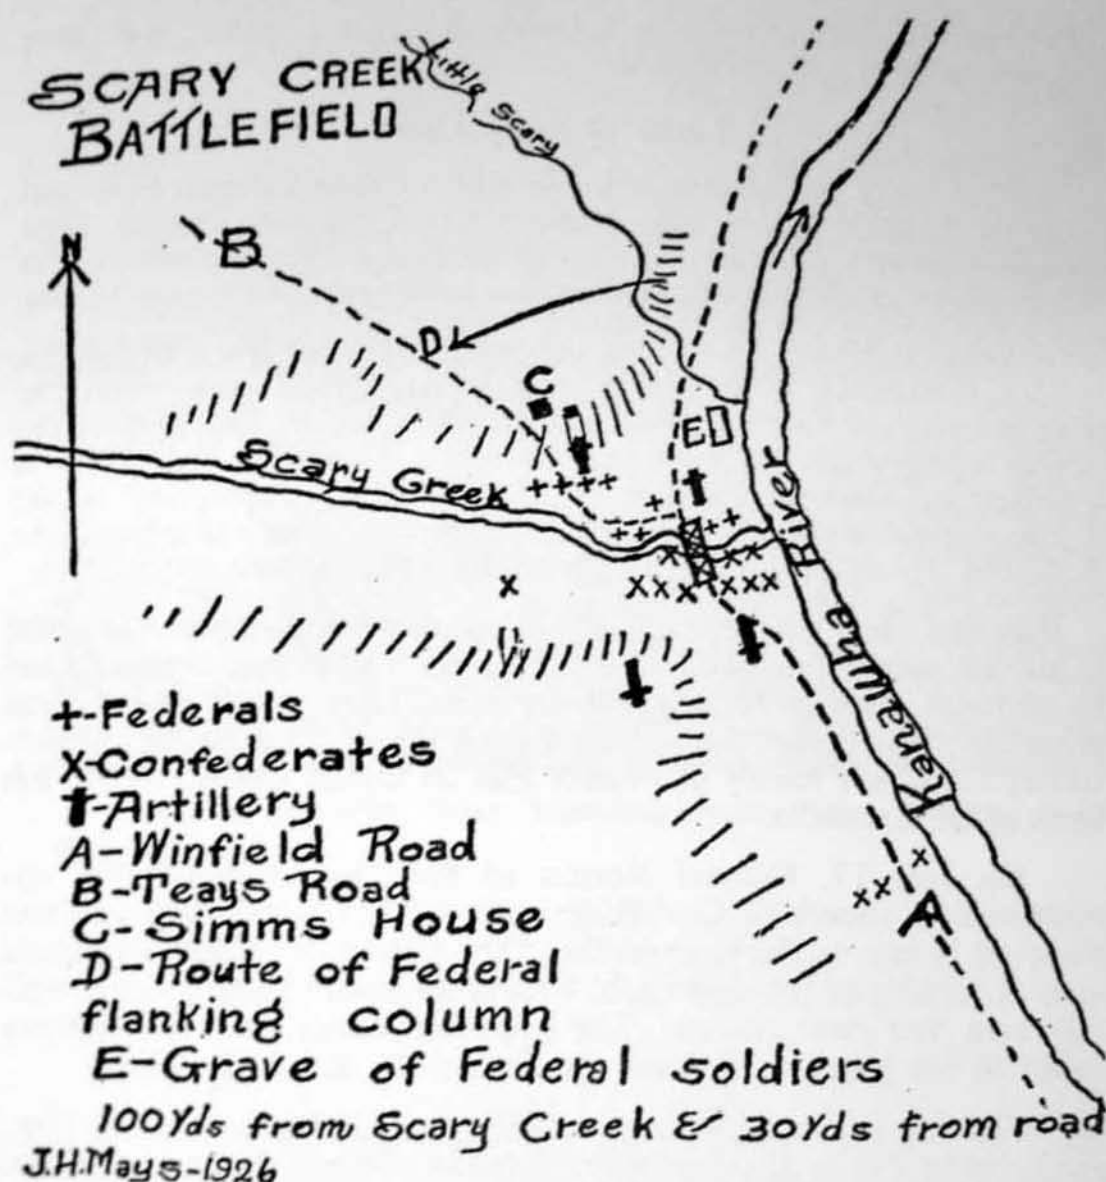 SCARY CREEK
BATTLEFIELD
Little Scary
N
B
D
C
E
Scary Creek
River
Kanawha
A
+-Federals
X-Confederates
†-Artillery
A-Winfield Road
B-Teays Road
C-Simms House
D-Route of Federal
flanking column
E-Grave of Federal soldiers
100Yds from Scary Creek & 30Yds from road
J.H.Mays-1926